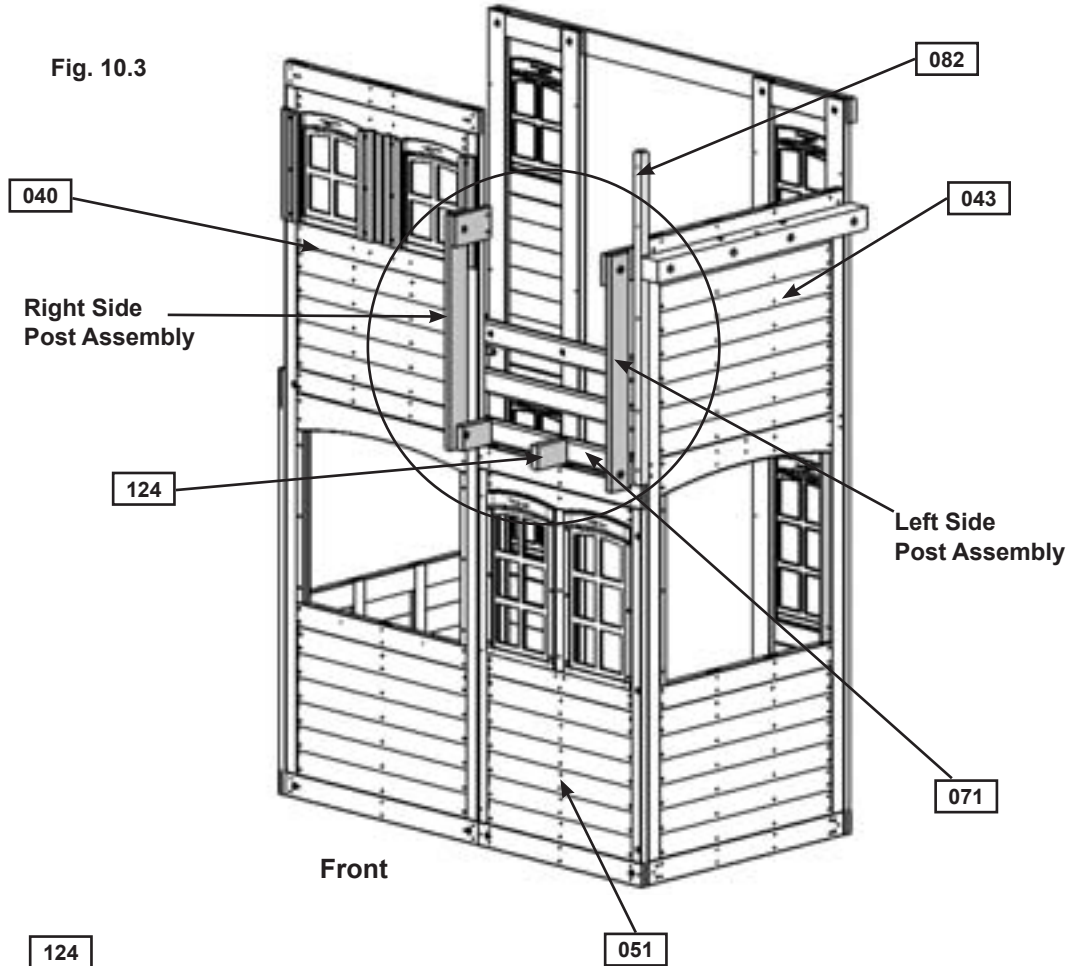 Fig. 10.3
082
040
043
Right Side
Post Assembly
124
Left Side
Post Assembly
071
Front
051
124